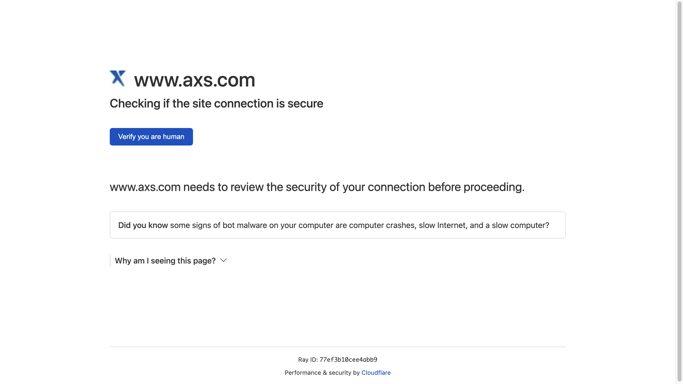 www.axs.com
Checking if the site connection is secure
Verify you are human
www.axs.com needs to review the security of your connection before proceeding.
Did you know some signs of bot malware on your computer are computer crashes, slow Internet, and a slow computer?
Why am I seeing this page?
Ray ID: 77ef3b10cee4abb9
Performance & security by Cloudflare